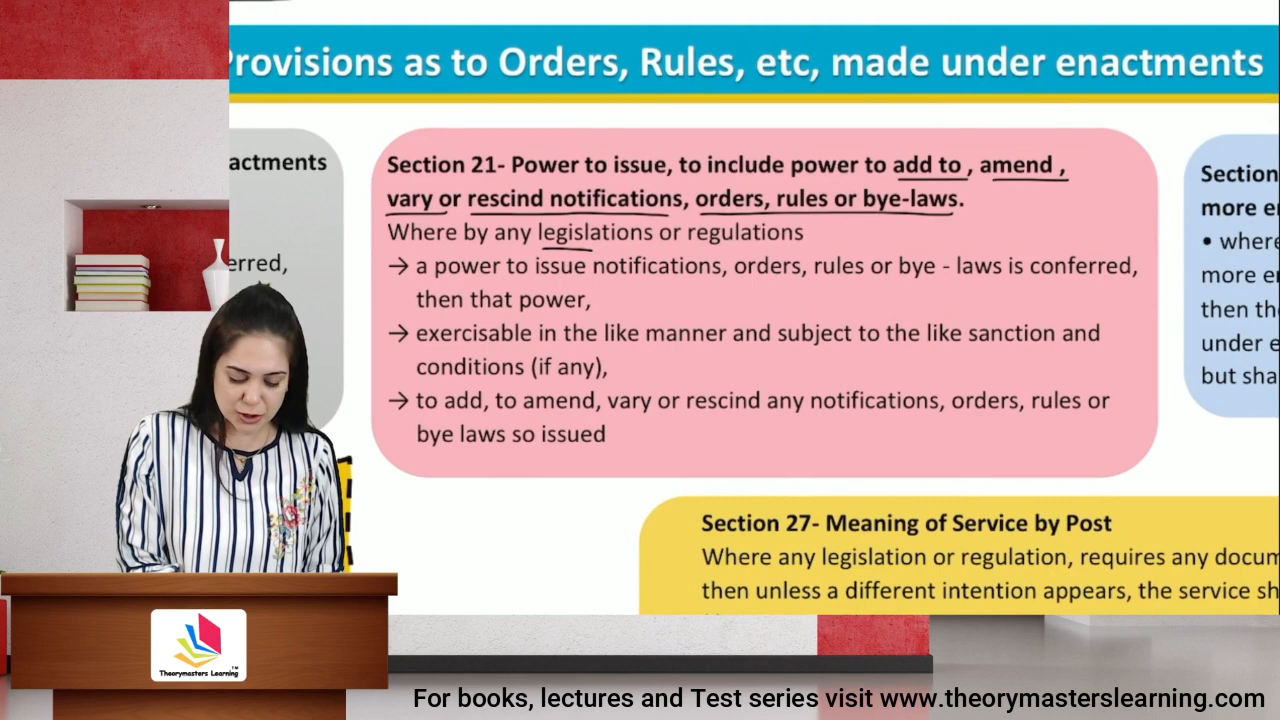 Provisions as to Orders, Rules, etc, made under enactments
actments
erred,
Section 21- Power to issue, to include power to add to , amend ,
vary or rescind notifications, orders, rules or bye-laws.
Where by any legislations or regulations
→ a power to issue notifications, orders, rules or bye - laws is conferred,
then that power,
→ exercisable in the like manner and subject to the like sanction and
conditions (if any),
→ to add, to amend, vary or rescind any notifications, orders, rules or
bye laws so issued
Section
more en
• where
more en
then the
under e
but sha
Section 27- Meaning of Service by Post
Where any legislation or regulation, requires any docum
then unless a different intention appears, the service sh
Theorymasters Learning™
For books, lectures and Test series visit www.theorymasterslearning.com